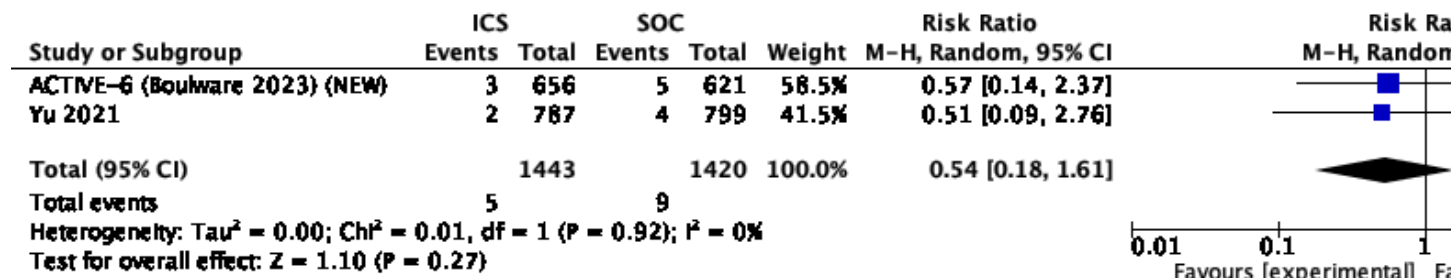 ICS SOC Risk Ratio Risk Ra
Study or Subgroup Events Total Events Total Weight M-H, Random, 95% CI M-H, Random
ACTIVE-6 (Boulware 2023) (NEW) 3 656 5 621 58.5% 0.57 [0.14, 2.37]
Yu 2021 2 787 4 799 41.5% 0.51 [0.09, 2.76]
Total (95% CI) 1443 1420 100.0% 0.54 [0.18, 1.61]
Total events 5 9
Heterogeneity: Tau² = 0.00; Chi² = 0.01, df = 1 (P = 0.92); I² = 0%
Test for overall effect: Z = 1.10 (P = 0.27)
0.01 0.1 1
Favours [experimental] Fa